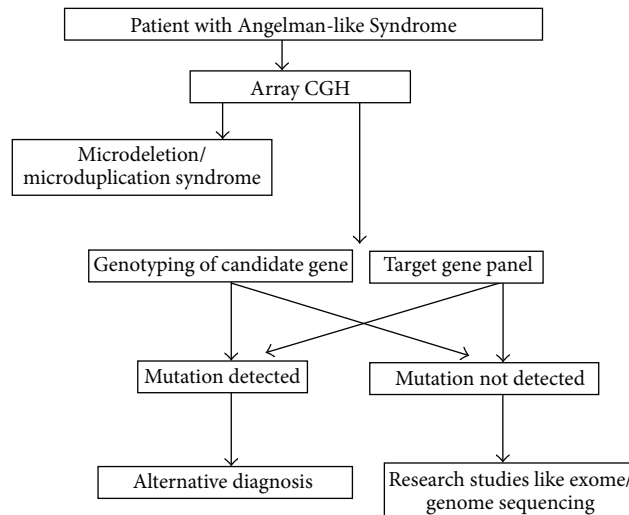 Patient with Angelman-like Syndrome
Array CGH
Microdeletion/
microduplication syndrome
Genotyping of candidate gene
Target gene panel
Mutation detected
Mutation not detected
Alternative diagnosis
Research studies like exome/
genome sequencing